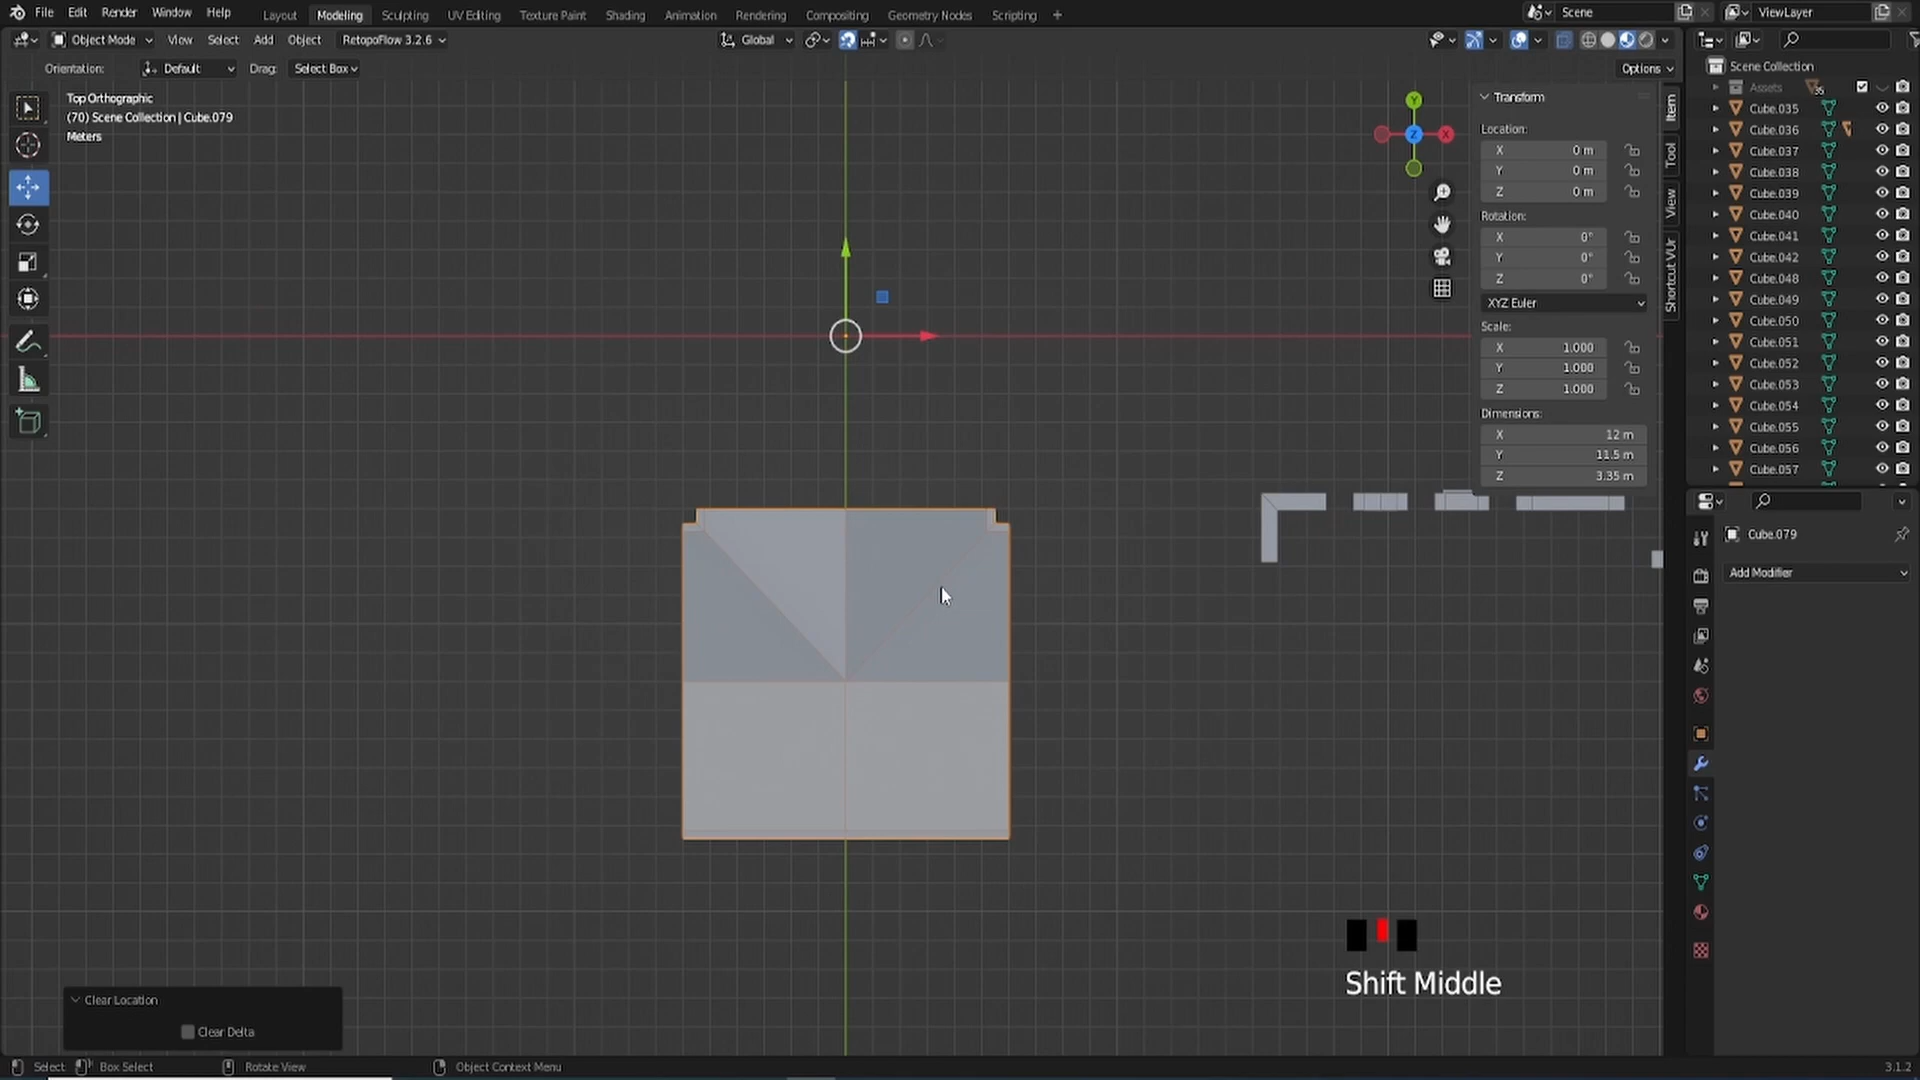 File Edit Render Window Help Layout Modeling Sculpting UV Editing Texture Paint Shading Animation Rendering Compositing Geometry Nodes Scripting + Scene ViewLayer
Object Mode View Select Add Object RetopoFlow 3.2.6 Global
Orientation: Default Drag: Select Box Options
Top Orthographic
(70) Scene Collection | Cube.079
Meters
Y
X
Z
Transform
Location:
X 0 m
Y 0 m
Z 0 m
Rotation:
X 0°
Y 0°
Z 0°
XYZ Euler
Scale:
X 1.000
Y 1.000
Z 1.000
Dimensions:
X 12 m
Y 11.5 m
Z 3.35 m
Item
Tool
View
Shortcut VUr
Scene Collection
Assets 35
Cube.035
Cube.036
Cube.037
Cube.038
Cube.039
Cube.040
Cube.041
Cube.042
Cube.048
Cube.049
Cube.050
Cube.051
Cube.052
Cube.053
Cube.054
Cube.055
Cube.056
Cube.057
Cube.079
Add Modifier
Shift Middle
Clear Location
Clear Delta
Select Box Select Rotate View Object Context Menu 3.1.2